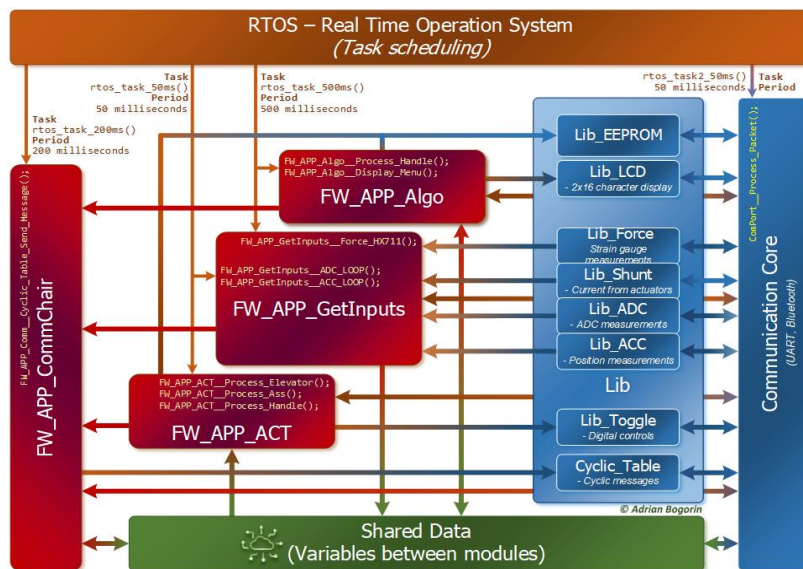 RTOS – Real Time Operation System
(Task scheduling)
Task
rtos_task_50ms()
Period
50 milliseconds
Task
rtos_task_500ms()
Period
500 milliseconds
rtos_task2_50ms() Task
50 milliseconds Period
Task
rtos_task_200ms()
Period
200 milliseconds
FW_APP_Comm__Cyclic_Table_Send_Message();
FW_APP_CommChair
FW_APP_Algo__Process_Handle();
FW_APP_Algo__Display_Menu();
FW_APP_Algo
FW_APP_GetInputs__Force_HX711();
FW_APP_GetInputs__ADC_LOOP();
FW_APP_GetInputs__ACC_LOOP();
FW_APP_GetInputs
FW_APP_ACT__Process_Elevator();
FW_APP_ACT__Process_Ass();
FW_APP_ACT__Process_Handle();
FW_APP_ACT
Lib_EEPROM
Lib_LCD
- 2x16 character display
Lib_Force
Strain gauge
measurements
Lib_Shunt
- Current from actuators
Lib_ADC
- ADC measurements
Lib_ACC
- Position measurements
Lib
Lib_Toggle
- Digital controls
Cyclic_Table
- Cyclic messages
© Adrian Bogorin
ComPort__Process_Packet();
Communication Core
(UART, Bluetooth)
Shared Data
(Variables between modules)